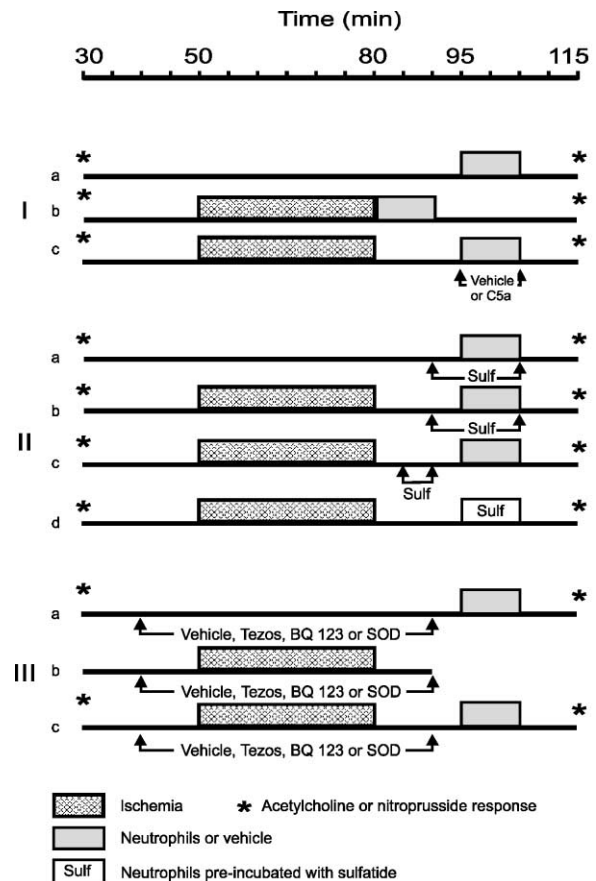 Time (min)
30 50 80 95 115
* *
a
I
* *
b
* *
c
Vehicle
or C5a
* *
a
Sulf
* *
b
Sulf
II
* *
c
Sulf
* Sulf *
d
* *
a
Vehicle, Tezos, BQ 123 or SOD
III
b
Vehicle, Tezos, BQ 123 or SOD
* *
c
Vehicle, Tezos, BQ 123 or SOD
Ischemia * Acetylcholine or nitroprusside response
Neutrophils or vehicle
Sulf Neutrophils pre-incubated with sulfatide